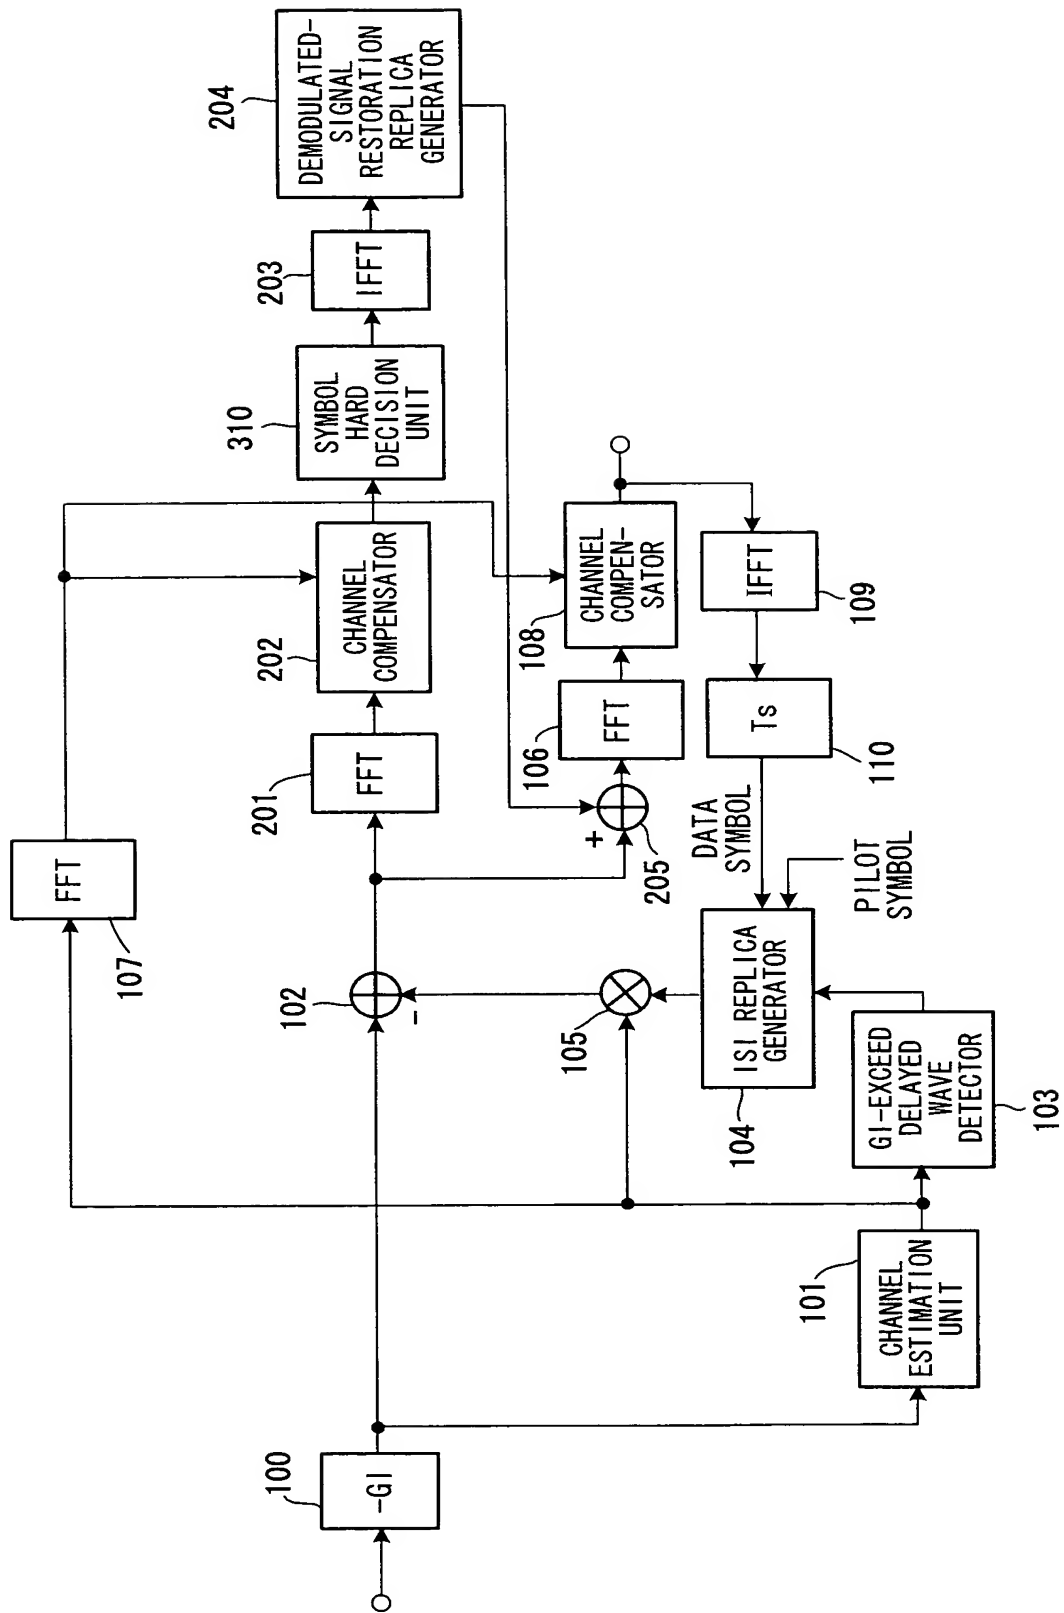 107
FFT
204
DEMODULATED-
SIGNAL
RESTORATION
REPLICA
GENERATOR
203
IFFT
310
SYMBOL
HARD
DECISION
UNIT
202
CHANNEL
COMPENSATOR
201
FFT
102
-
100
-GI
108
CHANNEL
COMPEN-
SATOR
106
FFT
+
205
109
IFFT
110
Ts
DATA
SYMBOL
PILOT
SYMBOL
105
104
ISI REPLICA
GENERATOR
103
GI-EXCEED
DELAYED
WAVE
DETECTOR
101
CHANNEL
ESTIMATION
UNIT